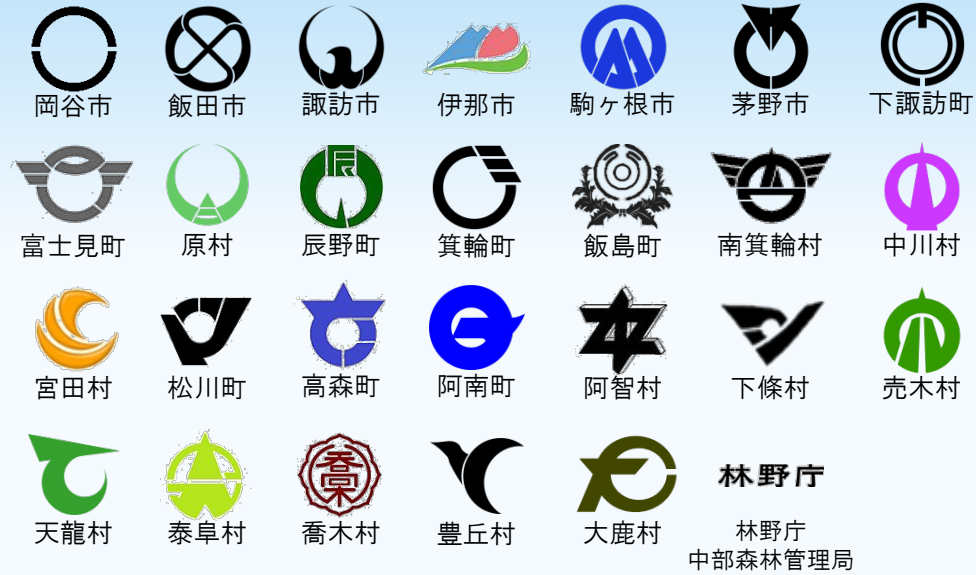 岡谷市 飯田市 諏訪市 伊那市 駒ヶ根市 茅野市 下諏訪町
辰
富士見町 原村 辰野町 箕輪町 飯島町 南箕輪村 中川村
宮田村 松川町 高森町 阿南町 阿智村 下條村 売木村
喬木
林野庁
天龍村 泰阜村 喬木村 豊丘村 大鹿村 林野庁
中部森林管理局